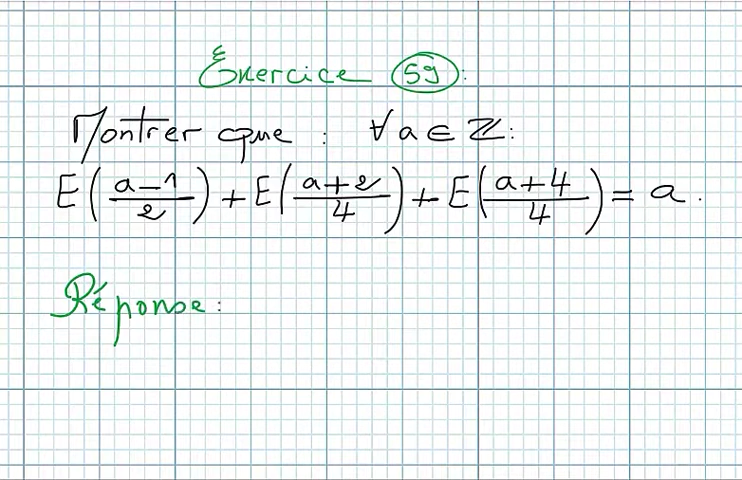 Exercice 59 :
Montrer que : ∀ a ∈ ℤ :
E((a-1)/2) + E((a+2)/4) + E((a+4)/4) = a .
Réponse :